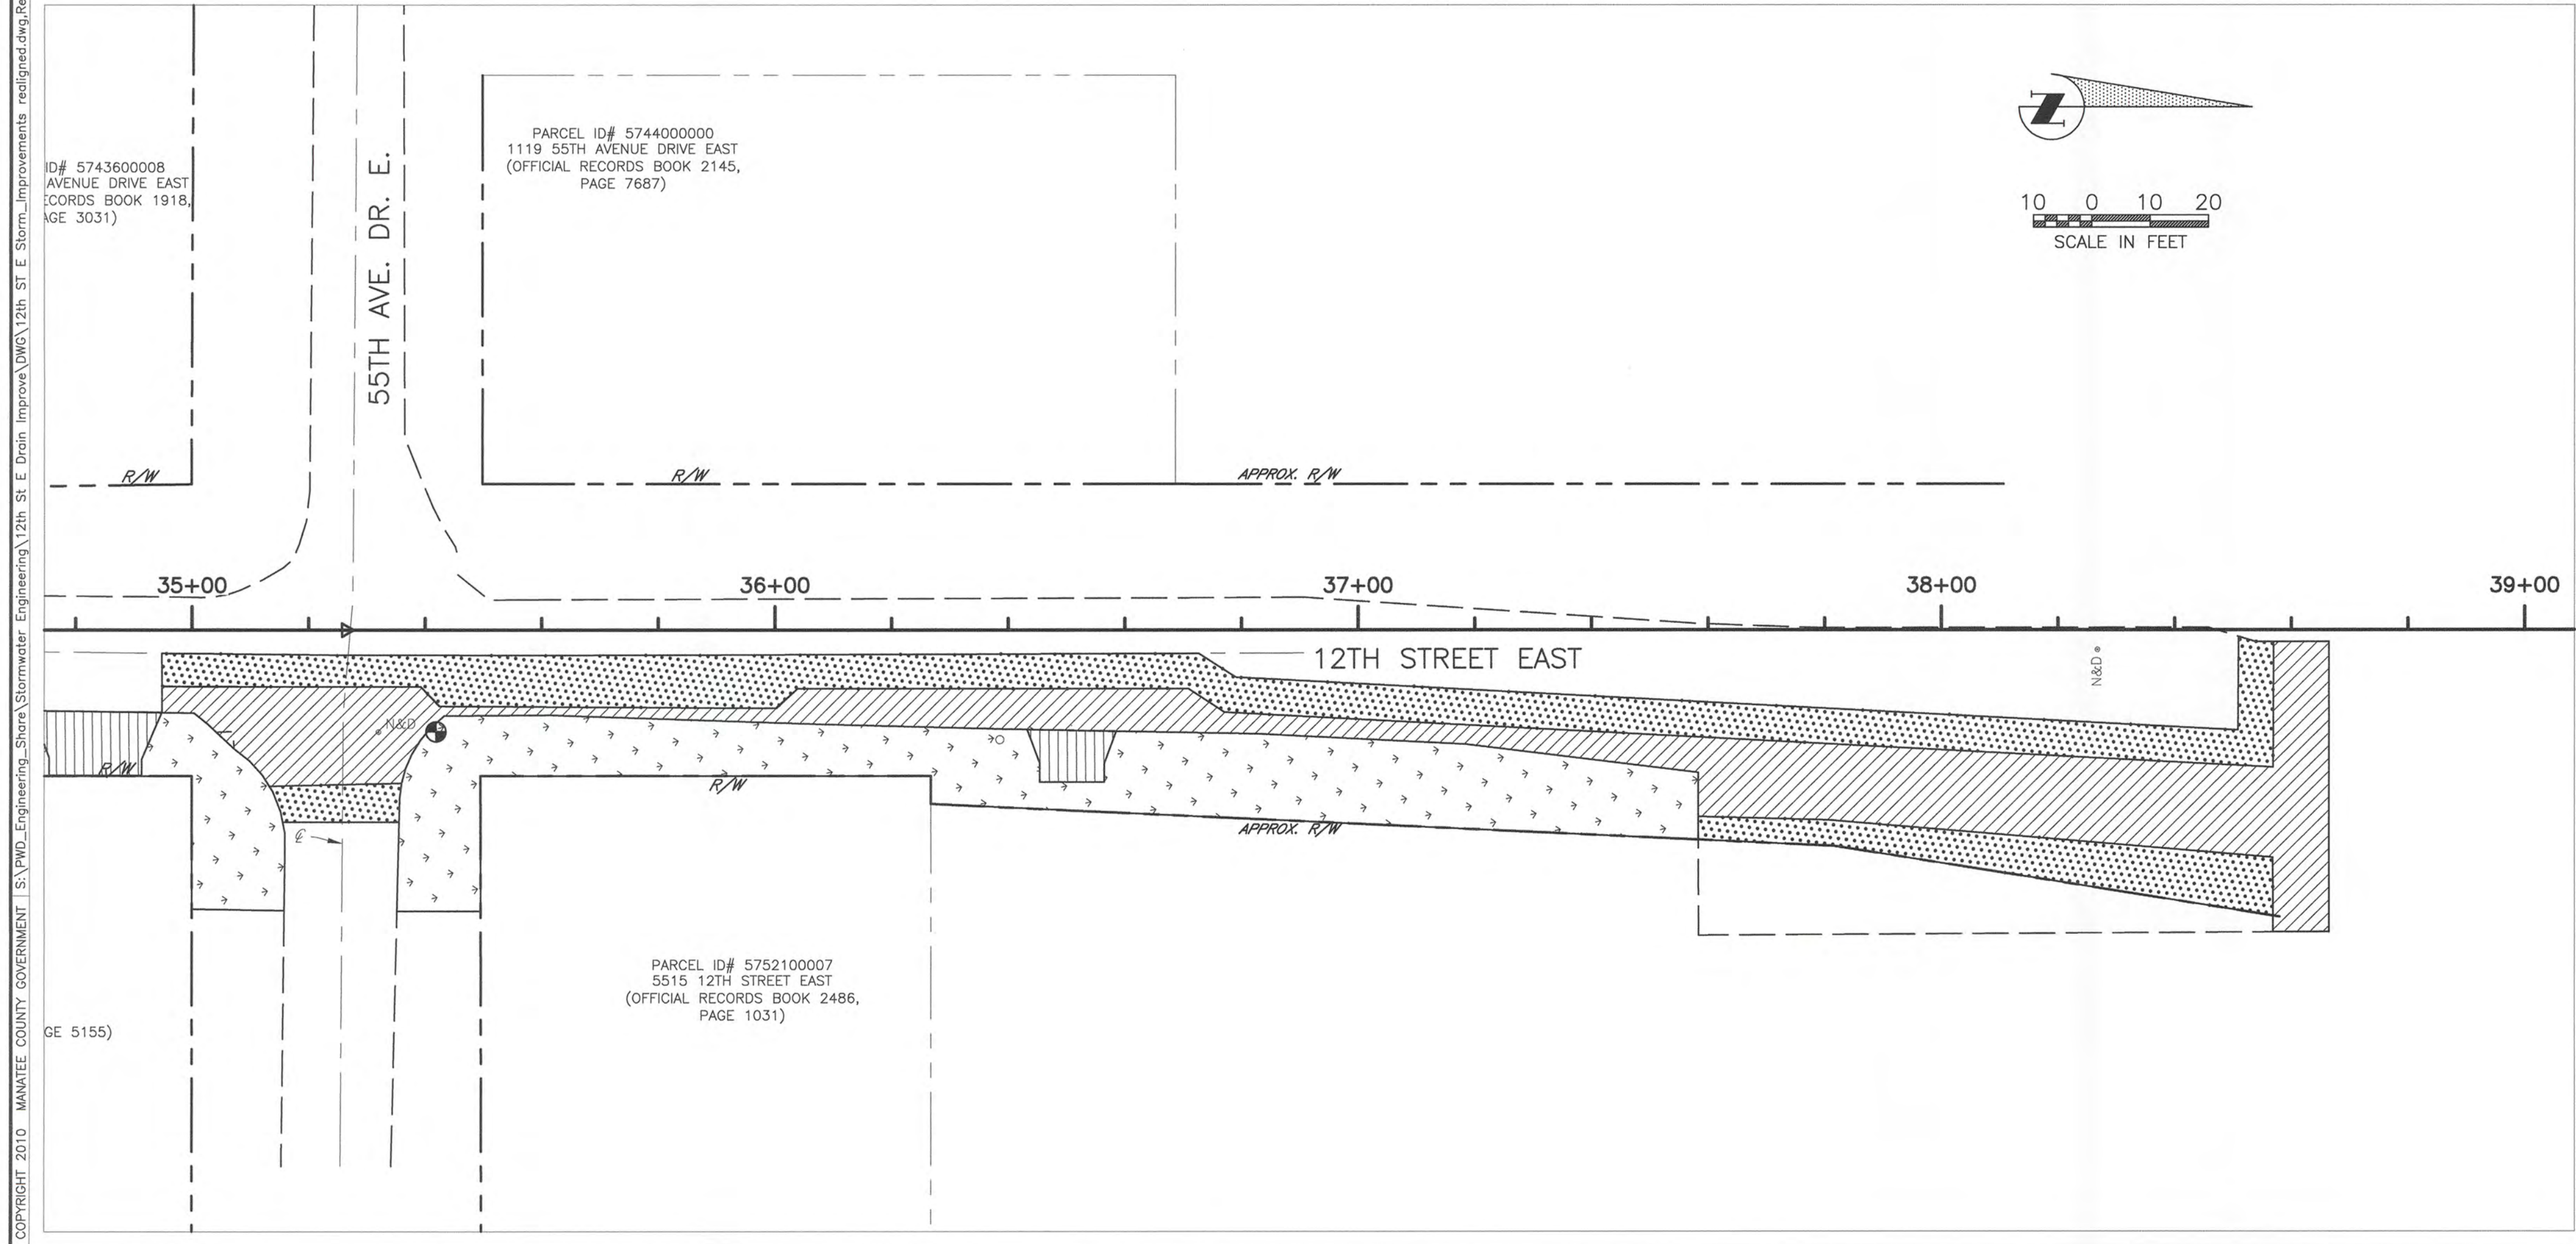 S:\PWD_Engineering_Share\Stormwater Engineering\12th St E Drain Improve\DWG\12th ST E Storm_Improvements realigned.dwg,Re
COPYRIGHT 2010 MANATEE COUNTY GOVERNMENT
ID# 5743600008
AVENUE DRIVE EAST
ECORDS BOOK 1918,
AGE 3031)
55TH AVE. DR. E.
PARCEL ID# 5744000000
1119 55TH AVENUE DRIVE EAST
(OFFICIAL RECORDS BOOK 2145,
PAGE 7687)
10 0 10 20
SCALE IN FEET
R/W
R/W
APPROX. R/W
35+00
36+00
37+00
38+00
39+00
12TH STREET EAST
N&D
N&D
R/W
R/W
APPROX. R/W
PARCEL ID# 5752100007
5515 12TH STREET EAST
(OFFICIAL RECORDS BOOK 2486,
PAGE 1031)
GE 5155)